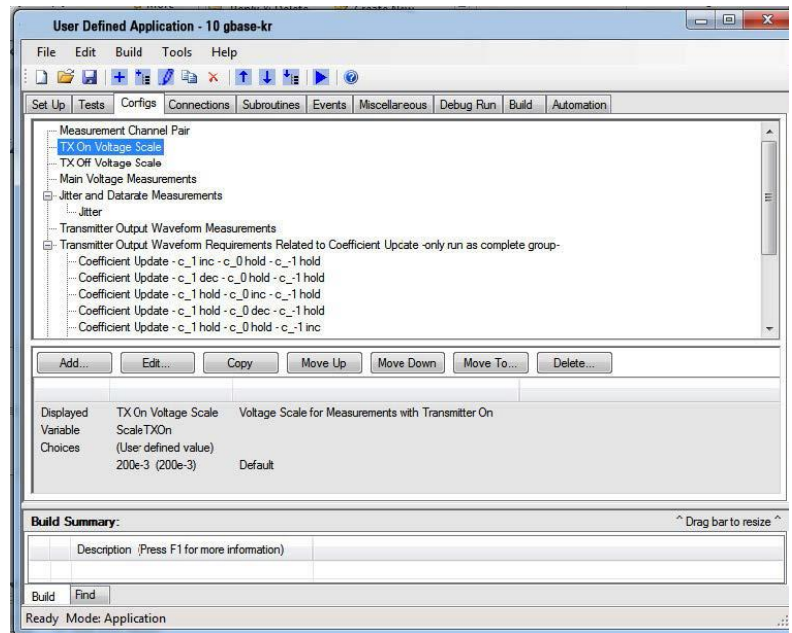 User Defined Application - 10 gbase-kr
File Edit Build Tools Help
Set Up Tests Configs Connections Subroutines Events Miscellaneous Debug Run Build Automation
Measurement Channel Pair
TX On Voltage Scale
TX Off Voltage Scale
Main Voltage Measurements
Jitter and Datarate Measurements
Jitter
Transmitter Output Waveform Measurements
Transmitter Output Waveform Requirements Related to Coefficient Upcate -only run as complete group-
Coefficient Update - c_1 inc - c_0 hold - c_-1 hold
Coefficient Update - c_1 dec - c_0 hold - c_-1 hold
Coefficient Update - c_1 hold - c_0 inc - c_-1 hold
Coefficient Update - c_1 hold - c_0 dec - c_-1 hold
Coefficient Update - c_1 hold - c_0 hold - c_-1 inc
Add... Edit... Copy Move Up Move Down Move To... Delete...
Displayed TX On Voltage Scale Voltage Scale for Measurements with Transmitter On
Variable ScaleTXOn
Choices (User defined value)
200e-3 (200e-3) Default
Build Summary: ^ Drag bar to resize ^
Description (Press F1 for more information)
Build Find
Ready Mode: Application